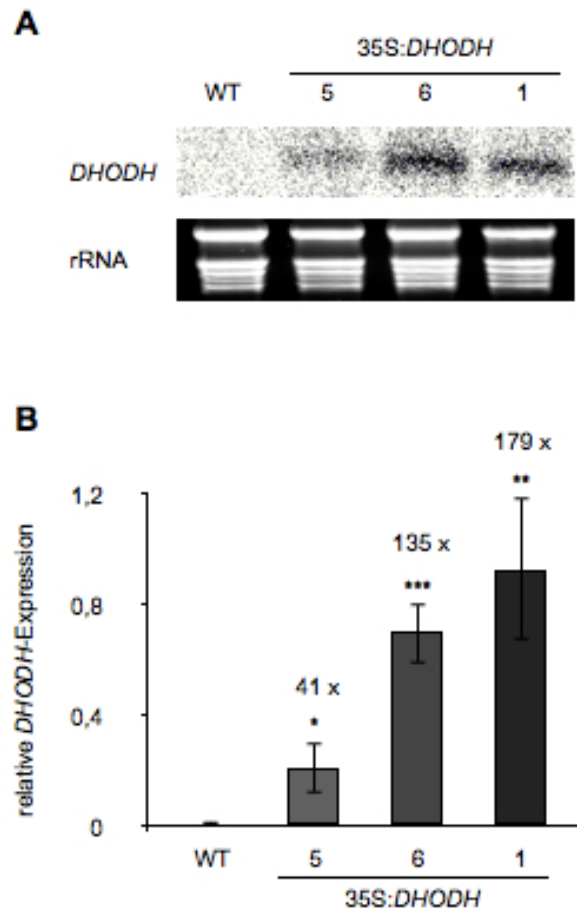 A
35S:DHODH
WT 5 6 1
DHODH
rRNA
B
179 x
**
1,2
135 x
***
0,8
41 x
*
0,4
0
relative DHODH-Expression
WT 5 6 1
35S:DHODH